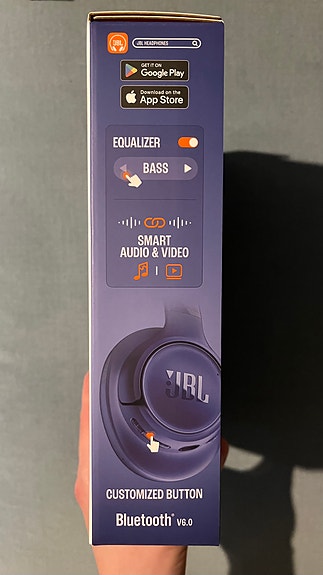 JBL
JBL HEADPHONES
GET IT ON
Google Play
Download on the
App Store
EQUALIZER
BASS
SMART
AUDIO & VIDEO
JBL
CUSTOMIZED BUTTON
Bluetooth® V6.0